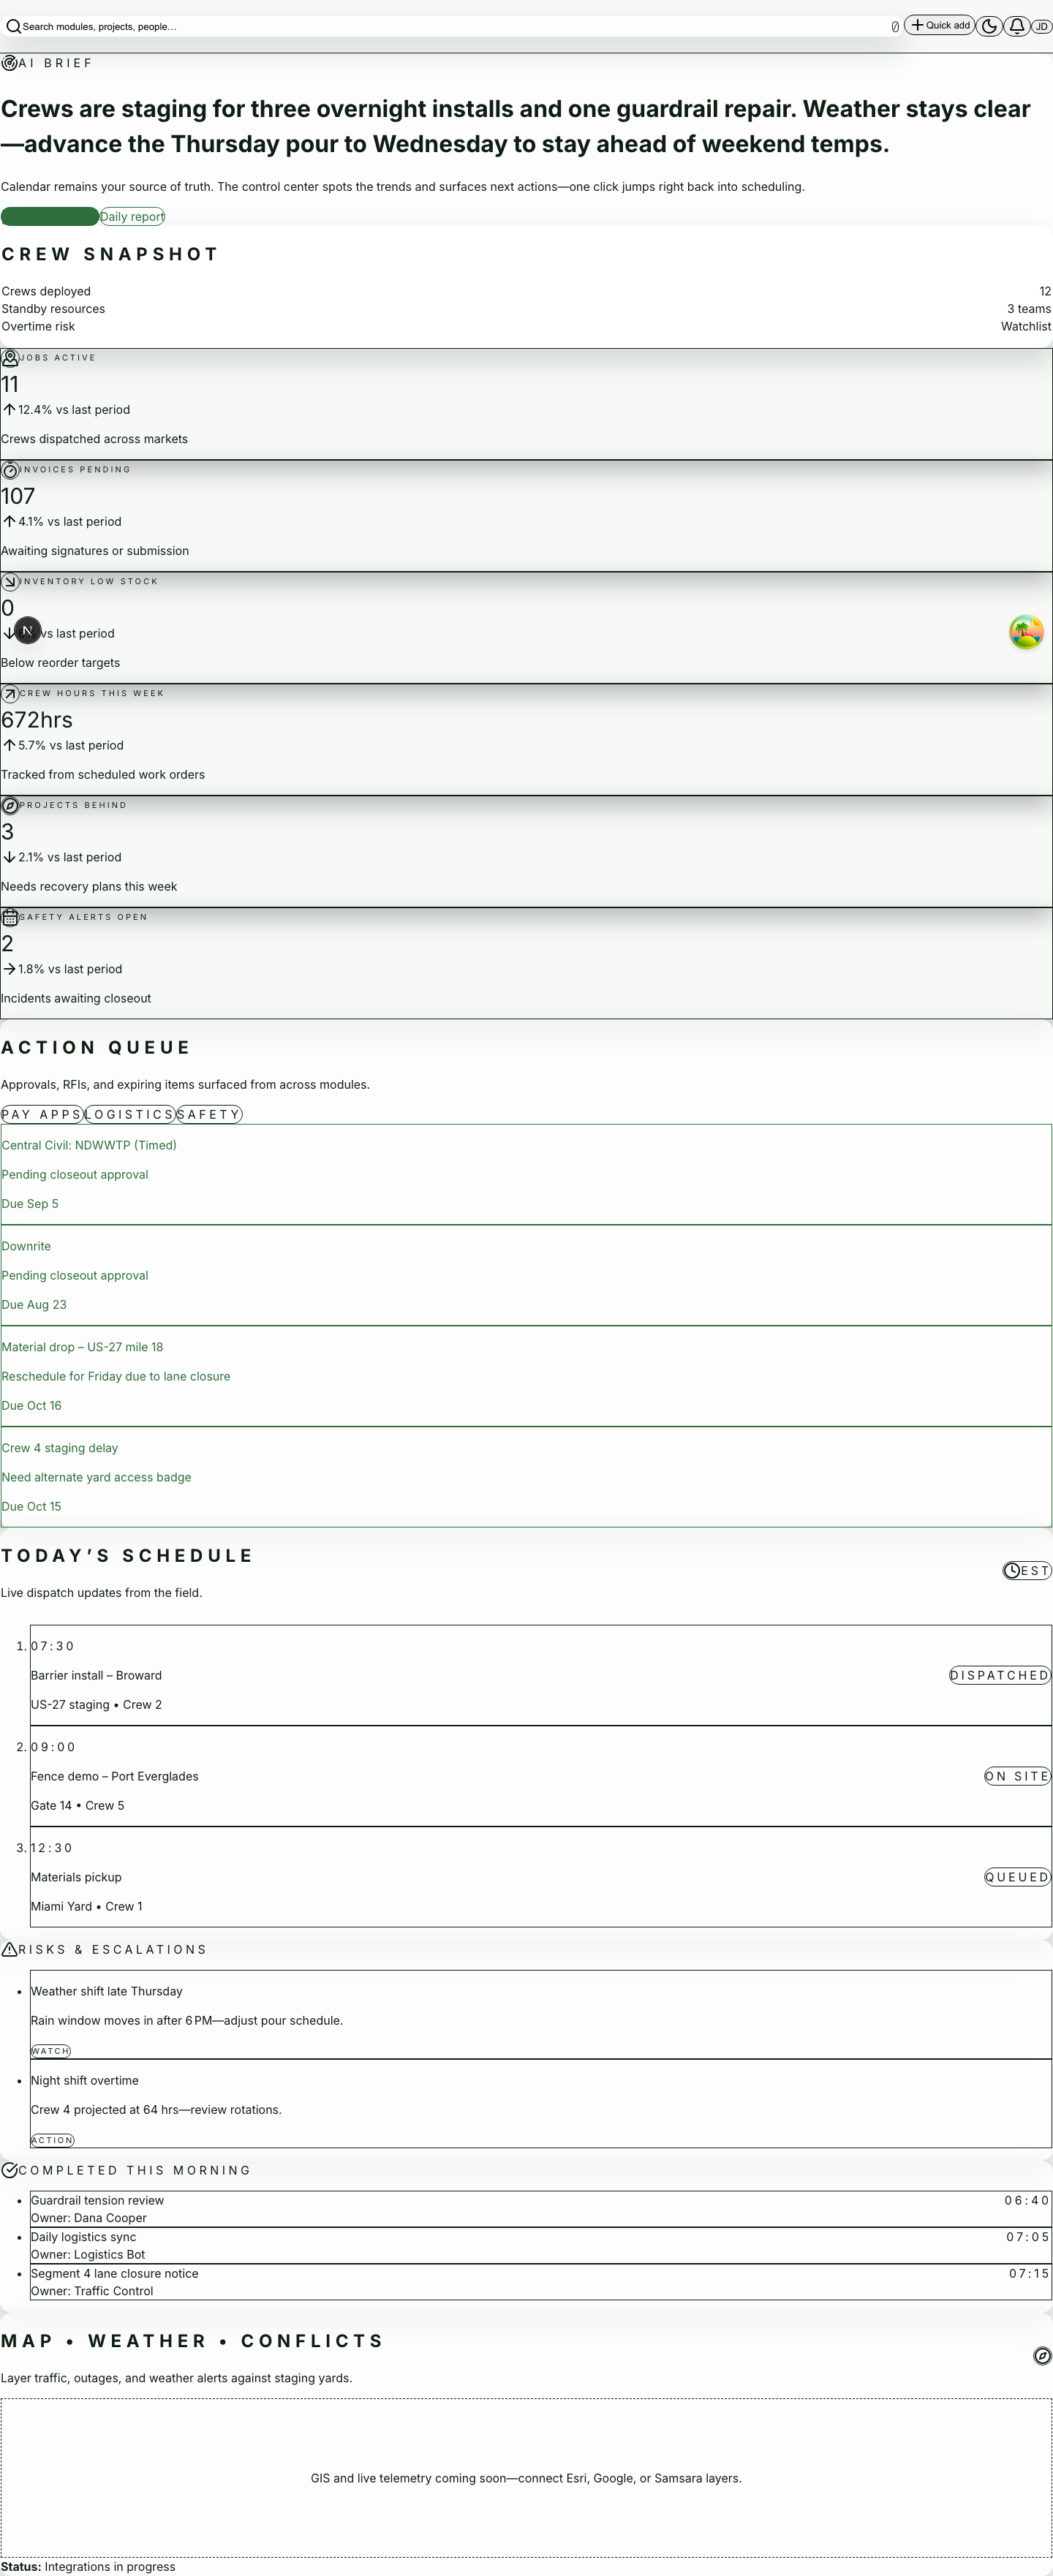 Search modules, projects, people…
/
Quick add
JD
AI BRIEF
Crews are staging for three overnight installs and one guardrail repair. Weather stays clear
—advance the Thursday pour to Wednesday to stay ahead of weekend temps.
Calendar remains your source of truth. The control center spots the trends and surfaces next actions—one click jumps right back into scheduling.
Daily report
CREW SNAPSHOT
Crews deployed 12
Standby resources 3 teams
Overtime risk Watchlist
JOBS ACTIVE
11
12.4% vs last period
Crews dispatched across markets
INVOICES PENDING
107
4.1% vs last period
Awaiting signatures or submission
INVENTORY LOW STOCK
0
N
vs last period
Below reorder targets
CREW HOURS THIS WEEK
672hrs
5.7% vs last period
Tracked from scheduled work orders
PROJECTS BEHIND
3
2.1% vs last period
Needs recovery plans this week
SAFETY ALERTS OPEN
2
1.8% vs last period
Incidents awaiting closeout
ACTION QUEUE
Approvals, RFIs, and expiring items surfaced from across modules.
PAY APPS LOGISTICS SAFETY
Central Civil: NDWWTP (Timed)
Pending closeout approval
Due Sep 5
Downrite
Pending closeout approval
Due Aug 23
Material drop – US-27 mile 18
Reschedule for Friday due to lane closure
Due Oct 16
Crew 4 staging delay
Need alternate yard access badge
Due Oct 15
TODAY’S SCHEDULE
EST
Live dispatch updates from the field.
1. 07:30
Barrier install – Broward
DISPATCHED
US-27 staging • Crew 2
2. 09:00
Fence demo – Port Everglades
ON SITE
Gate 14 • Crew 5
3. 12:30
Materials pickup
QUEUED
Miami Yard • Crew 1
RISKS & ESCALATIONS
• Weather shift late Thursday
Rain window moves in after 6 PM—adjust pour schedule.
WATCH
• Night shift overtime
Crew 4 projected at 64 hrs—review rotations.
ACTION
COMPLETED THIS MORNING
• Guardrail tension review 06:40
Owner: Dana Cooper
• Daily logistics sync 07:05
Owner: Logistics Bot
• Segment 4 lane closure notice 07:15
Owner: Traffic Control
MAP • WEATHER • CONFLICTS
Layer traffic, outages, and weather alerts against staging yards.
GIS and live telemetry coming soon—connect Esri, Google, or Samsara layers.
Status: Integrations in progress